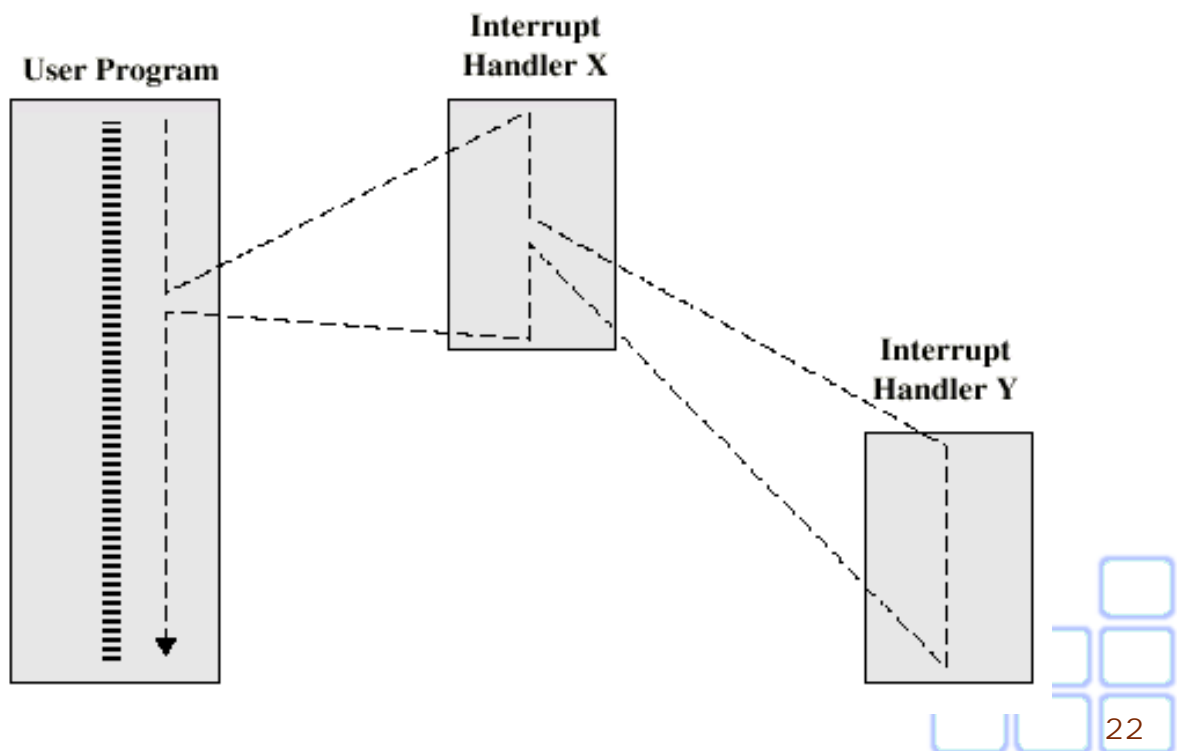 User Program
Interrupt
Handler X
Interrupt
Handler Y
22